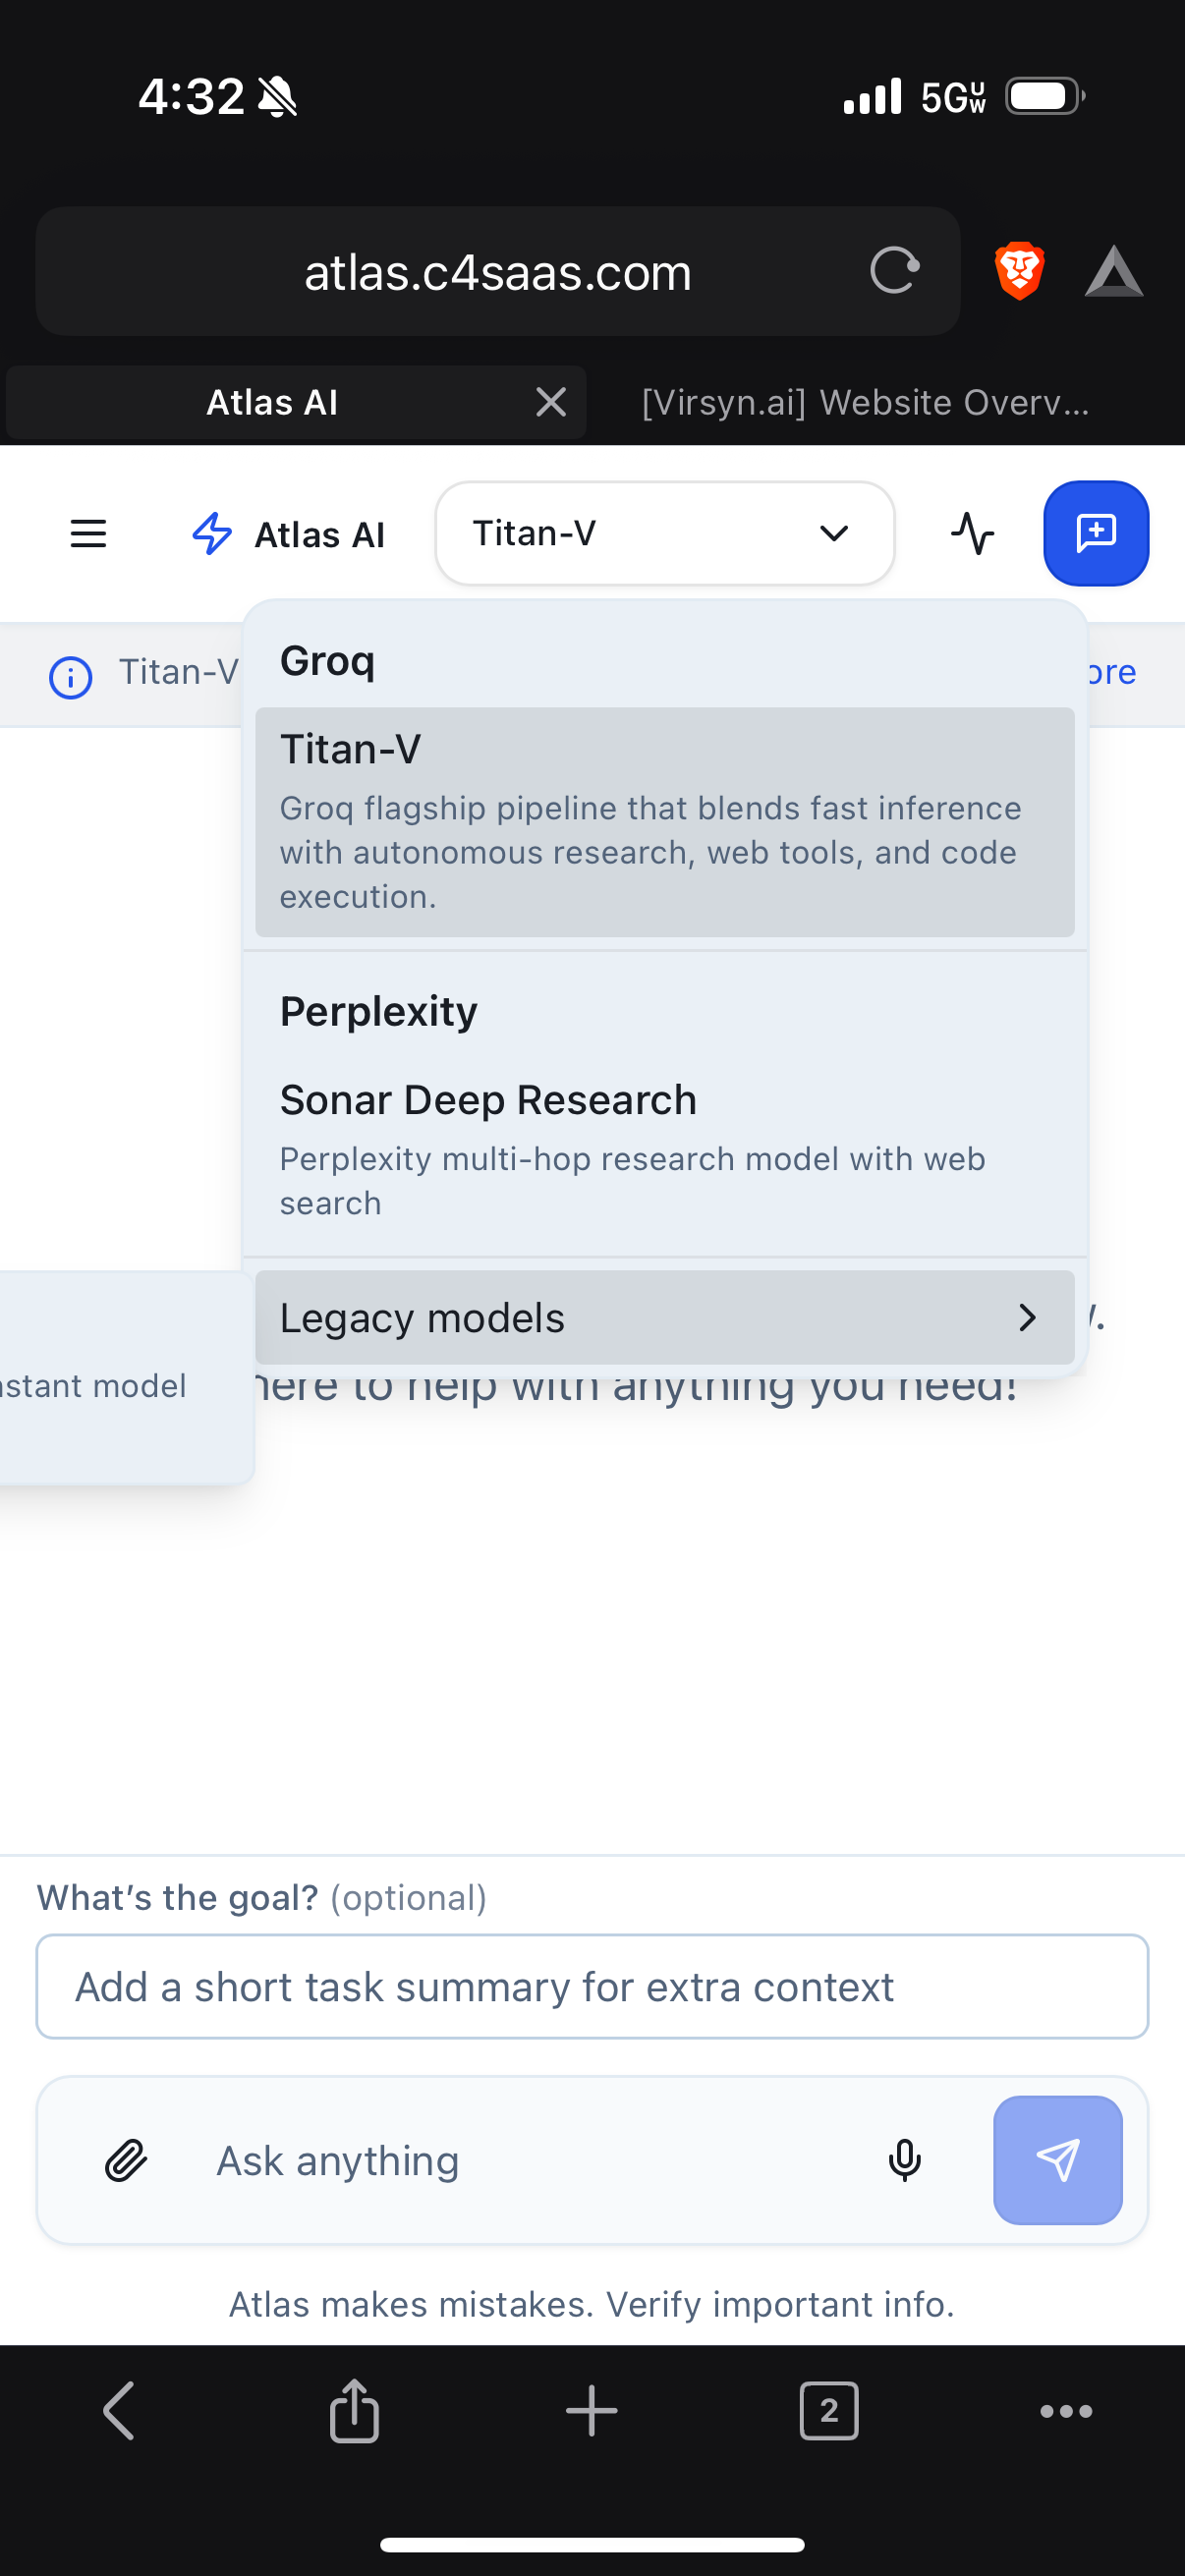 4:32
5GUW
atlas.c4saas.com
Atlas AI
[Virsyn.ai] Website Overv...
Atlas AI
Titan-V
Titan-V
Groq
Titan-V
Groq flagship pipeline that blends fast inference
with autonomous research, web tools, and code
execution.
Perplexity
Sonar Deep Research
Perplexity multi-hop research model with web
search
Legacy models
model
here to help with anything you need!
What's the goal? (optional)
Add a short task summary for extra context
Ask anything
Atlas makes mistakes. Verify important info.
2